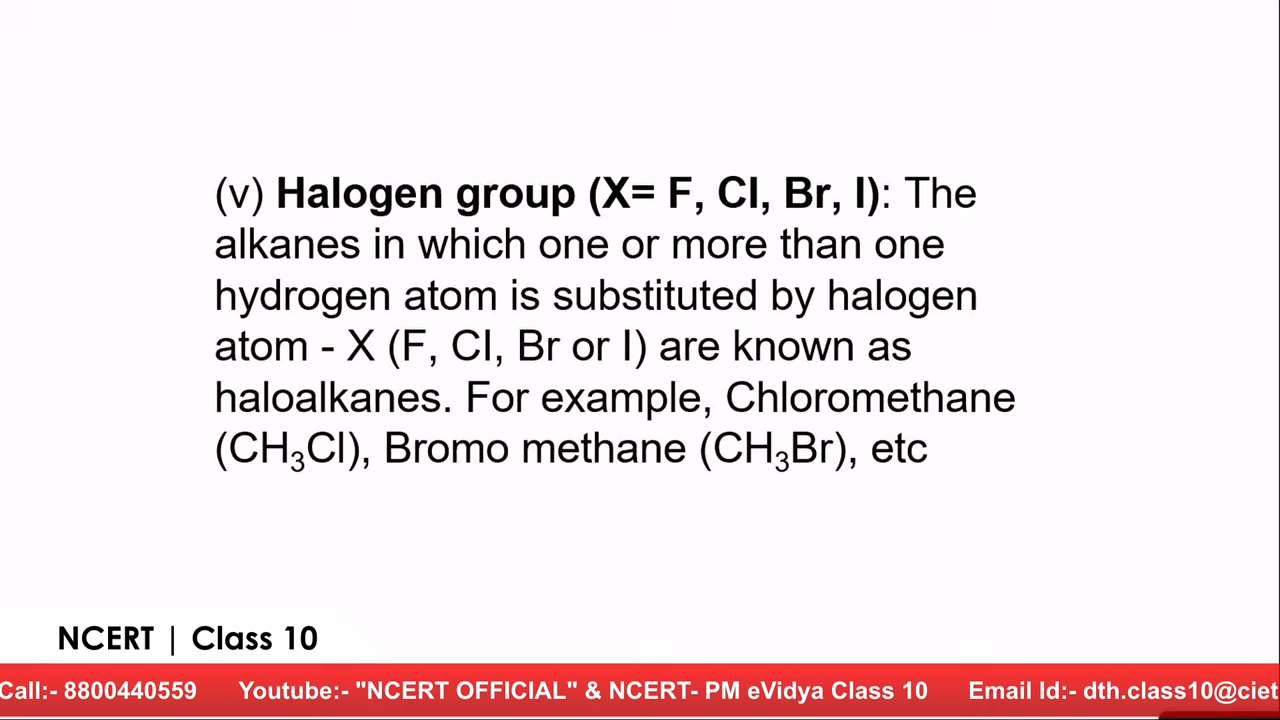 (v) Halogen group (X= F, Cl, Br, I): The
alkanes in which one or more than one
hydrogen atom is substituted by halogen
atom - X (F, Cl, Br or I) are known as
haloalkanes. For example, Chloromethane
(CH₃Cl), Bromo methane (CH₃Br), etc
NCERT | Class 10
Call:- 8800440559 Youtube:- "NCERT OFFICIAL" & NCERT- PM eVidya Class 10 Email Id:- dth.class10@ciet